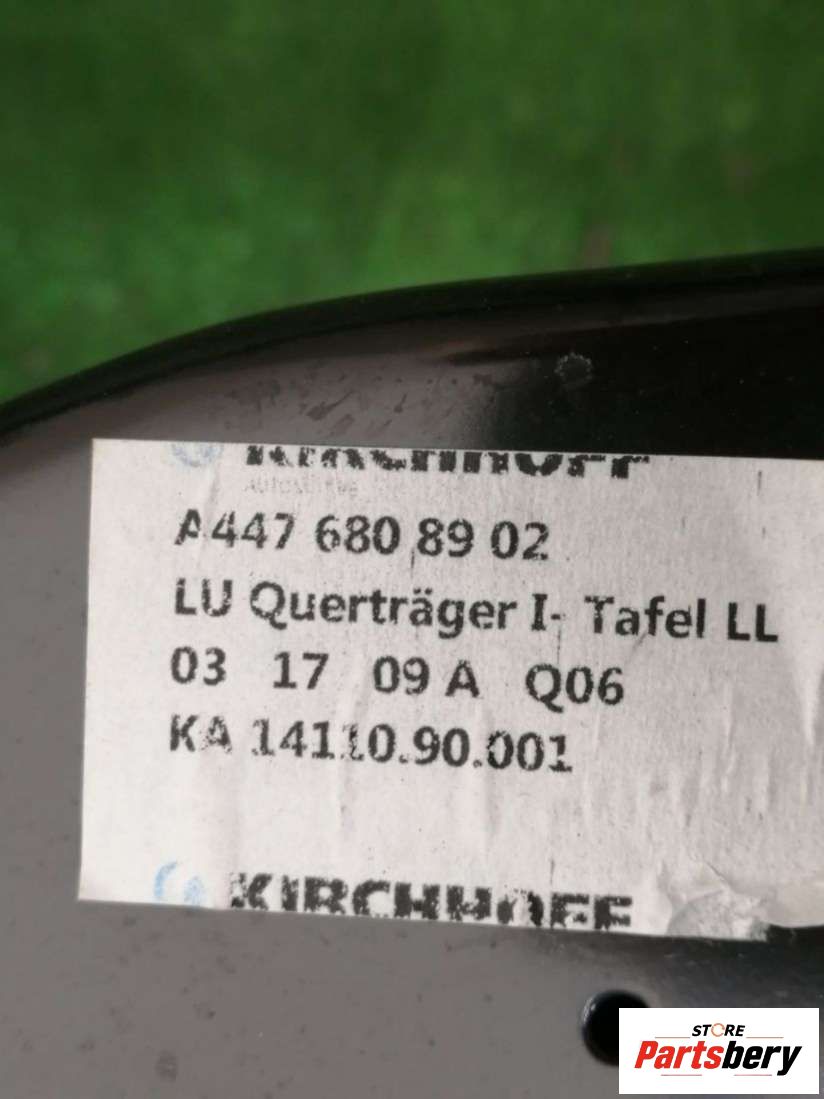 KIRCHHOFF
AUTOMOTIVE
A447 680 89 02
LU Querträger I- Tafel LL
03 17 09 A Q06
KA 14110.90.001
KIRCHHOFF
STORE
Partsbery